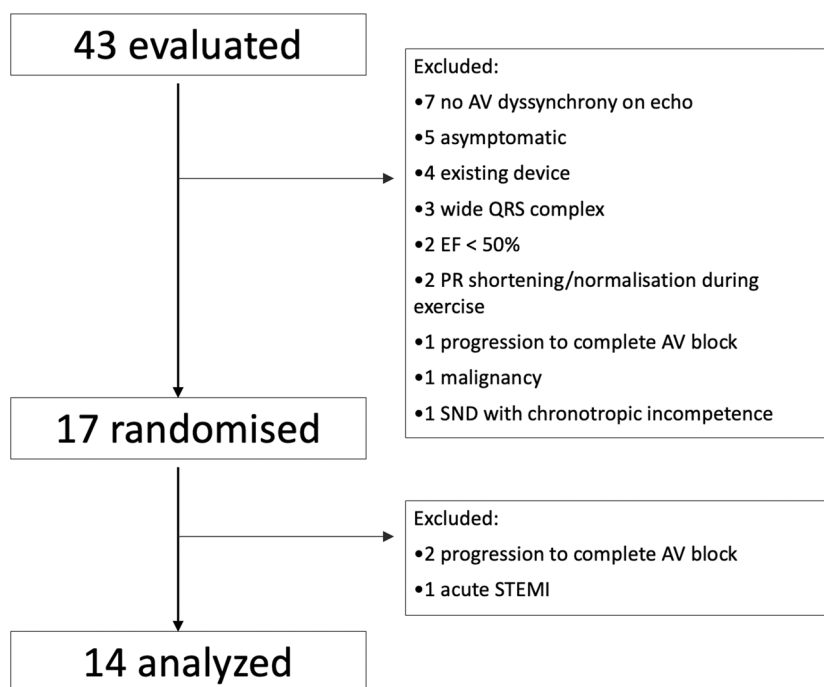 43 evaluated
Excluded:
•7 no AV dyssynchrony on echo
•5 asymptomatic
•4 existing device
•3 wide QRS complex
•2 EF < 50%
•2 PR shortening/normalisation during
exercise
•1 progression to complete AV block
•1 malignancy
•1 SND with chronotropic incompetence
17 randomised
Excluded:
•2 progression to complete AV block
•1 acute STEMI
14 analyzed